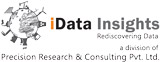 iData Insights
Rediscovering Data
a division of
Precision Research & Consulting Pvt. Ltd.